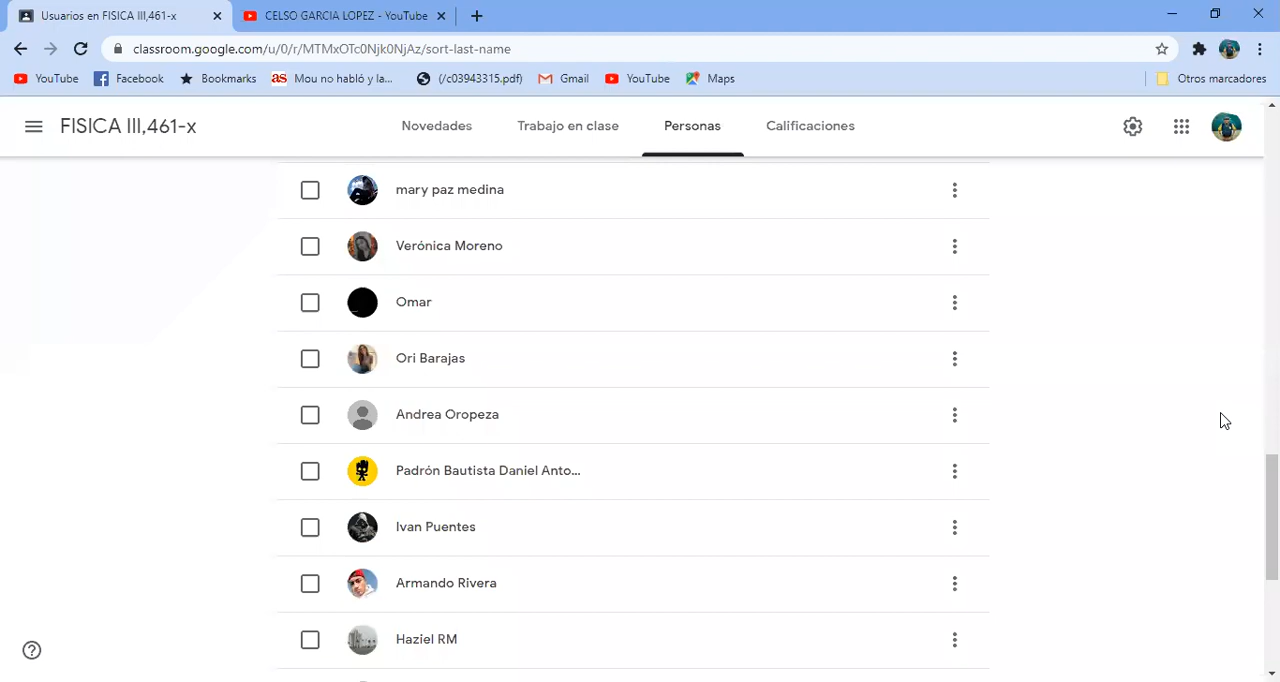 Usuarios en FISICA III,461-x
CELSO GARCIA LOPEZ - YouTube
classroom.google.com/u/0/r/MTMxOTc0Njk0NjAz/sort-last-name
YouTube
Facebook
Bookmarks
Mou no habló y la...
(/c03943315.pdf)
Gmail
YouTube
Maps
Otros marcadores
FISICA III,461-x
Novedades
Trabajo en clase
Personas
Calificaciones
mary paz medina
Verónica Moreno
Omar
Ori Barajas
Andrea Oropeza
Padrón Bautista Daniel Anto...
Ivan Puentes
Armando Rivera
Haziel RM